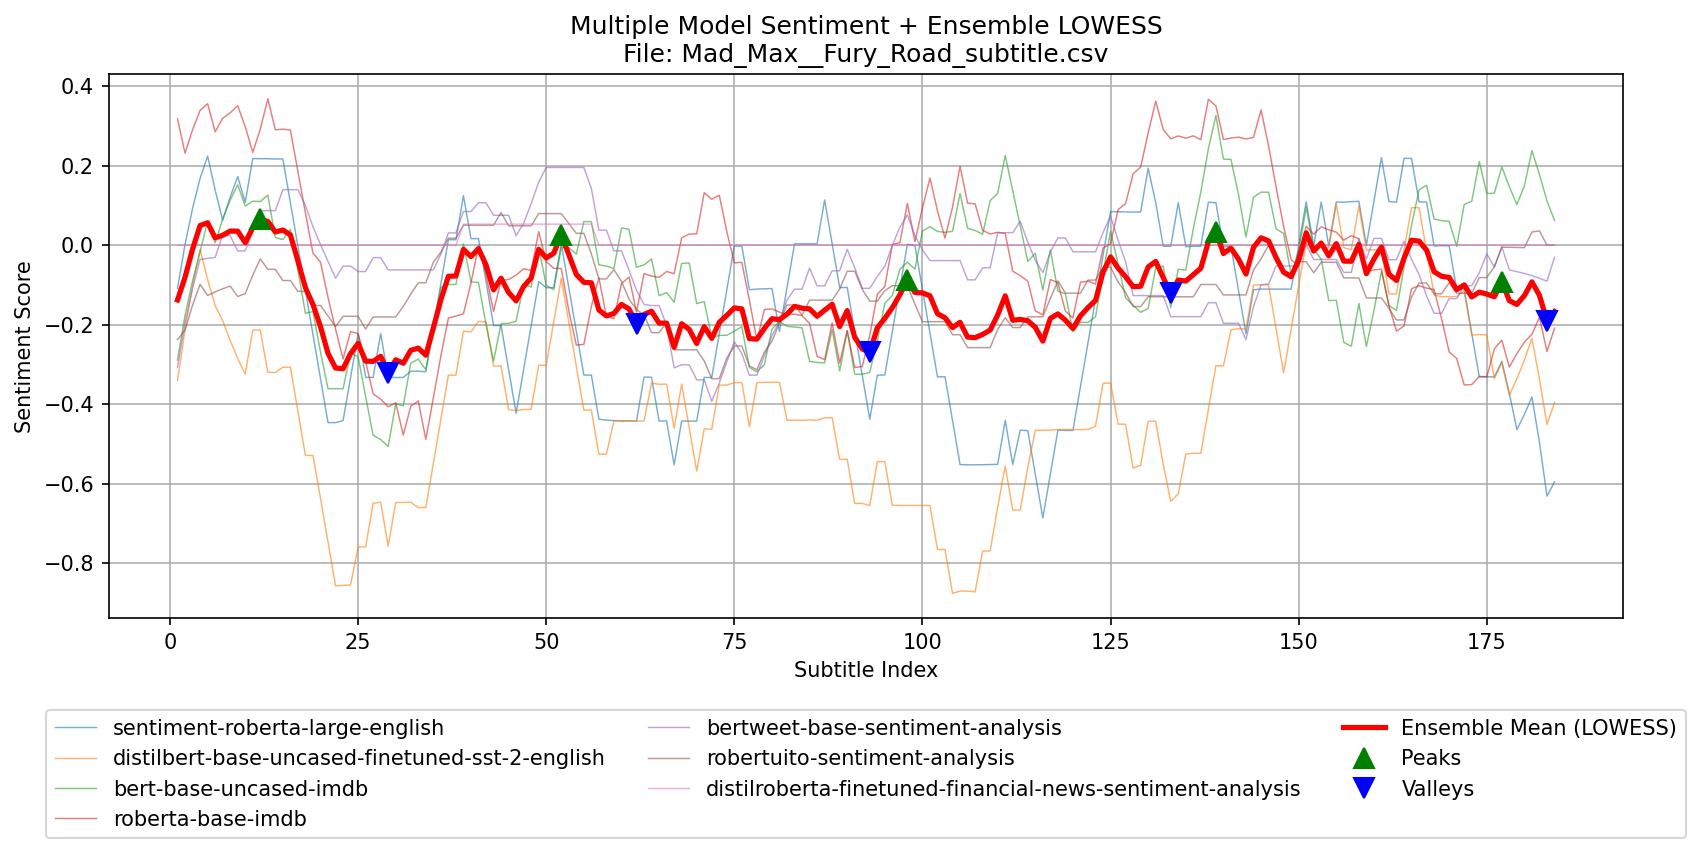 Multiple Model Sentiment + Ensemble LOWESS
File: Mad_Max__Fury_Road_subtitle.csv
Sentiment Score
0.4
0.2
0.0
−0.2
−0.4
−0.6
−0.8
0
25
50
75
100
125
150
175
Subtitle Index
sentiment-roberta-large-english
distilbert-base-uncased-finetuned-sst-2-english
bert-base-uncased-imdb
roberta-base-imdb
bertweet-base-sentiment-analysis
robertuito-sentiment-analysis
distilroberta-finetuned-financial-news-sentiment-analysis
Ensemble Mean (LOWESS)
Peaks
Valleys